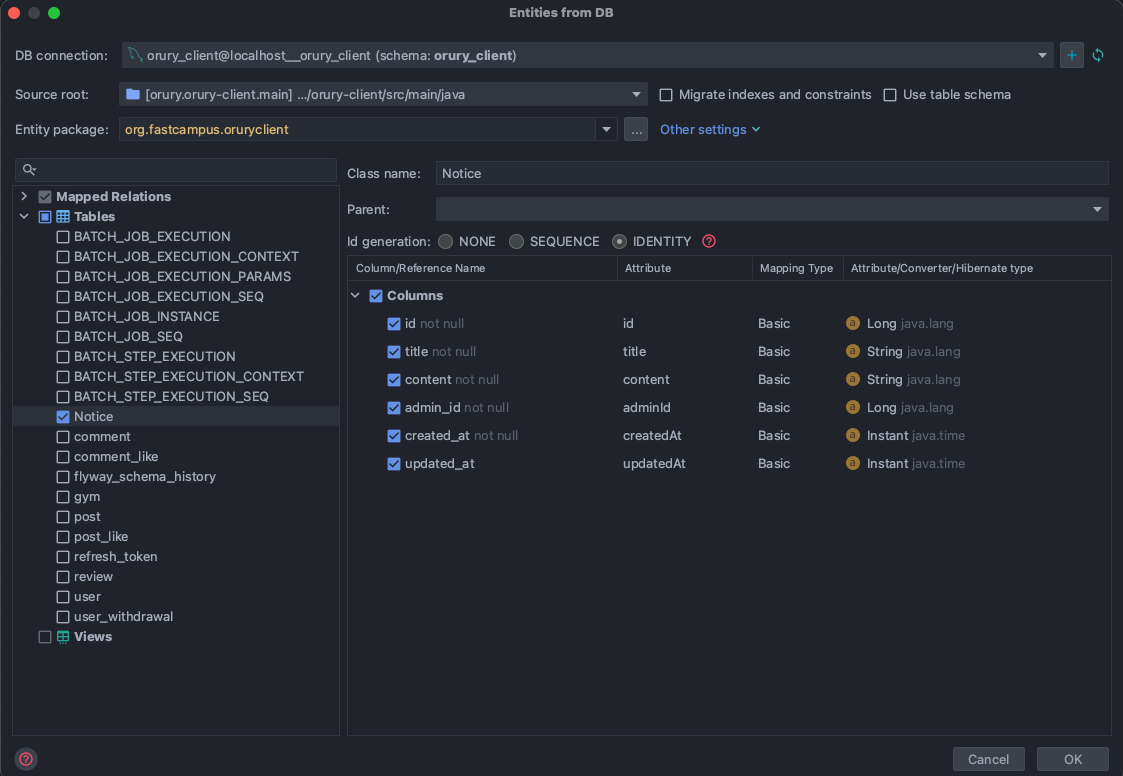 Entities from DB
DB connection: orury_client@localhost__orury_client (schema: orury_client)
Source root: [orury.orury-client.main] .../orury-client/src/main/java Migrate indexes and constraints Use table schema
Entity package: org.fastcampus.oruryclient ... Other settings
Class name: Notice
Parent:
Id generation: NONE SEQUENCE IDENTITY ?
Mapped Relations
Tables
BATCH_JOB_EXECUTION
BATCH_JOB_EXECUTION_CONTEXT
BATCH_JOB_EXECUTION_PARAMS
BATCH_JOB_EXECUTION_SEQ
BATCH_JOB_INSTANCE
BATCH_JOB_SEQ
BATCH_STEP_EXECUTION
BATCH_STEP_EXECUTION_CONTEXT
BATCH_STEP_EXECUTION_SEQ
Notice
comment
comment_like
flyway_schema_history
gym
post
post_like
refresh_token
review
user
user_withdrawal
Views
Column/Reference Name Attribute Mapping Type Attribute/Converter/Hibernate type
Columns
id not null id Basic a Long java.lang
title not null title Basic a String java.lang
content not null content Basic a String java.lang
admin_id not null adminId Basic a Long java.lang
created_at not null createdAt Basic a Instant java.time
updated_at updatedAt Basic a Instant java.time
? Cancel OK